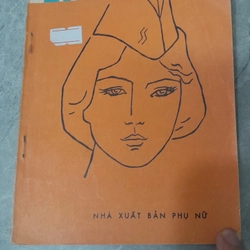 NHÀ XUẤT BẢN PHỤ NỮ